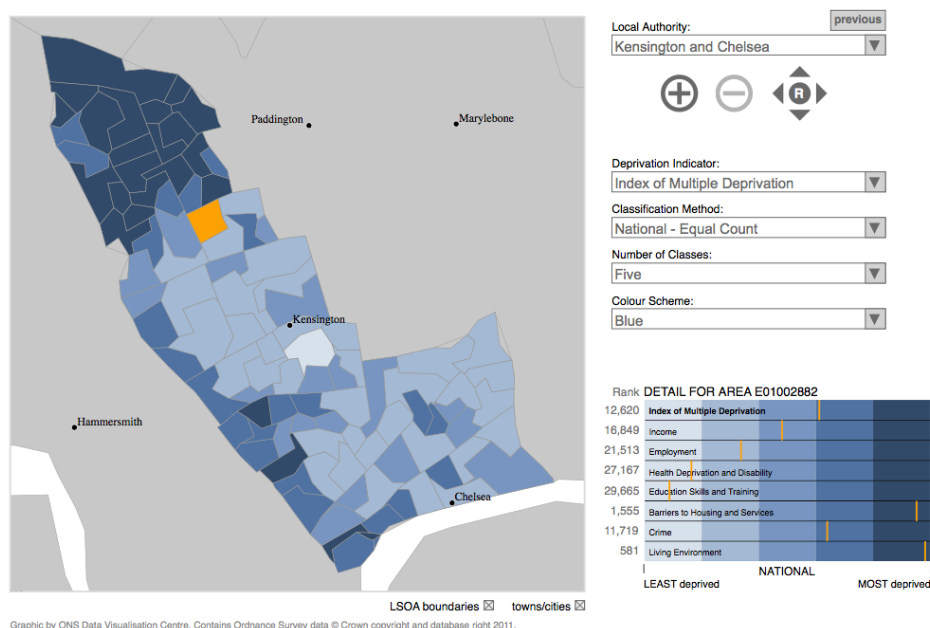 previous
Local Authority:
Kensington and Chelsea
R
Paddington
Marylebone
Deprivation Indicator:
Index of Multiple Deprivation
Classification Method:
National - Equal Count
Number of Classes:
Five
Colour Scheme:
Blue
Kensington
Hammersmith
Chelsea
Rank DETAIL FOR AREA E01002882
12,620 Index of Multiple Deprivation
16,849 Income
21,513 Employment
27,167 Health Deprivation and Disability
29,665 Education Skills and Training
1,555 Barriers to Housing and Services
11,719 Crime
581 Living Environment
NATIONAL
LEAST deprived MOST deprived
LSOA boundaries towns/cities
Graphic by ONS Data Visualisation Centre. Contains Ordnance Survey data © Crown copyright and database right 2011.